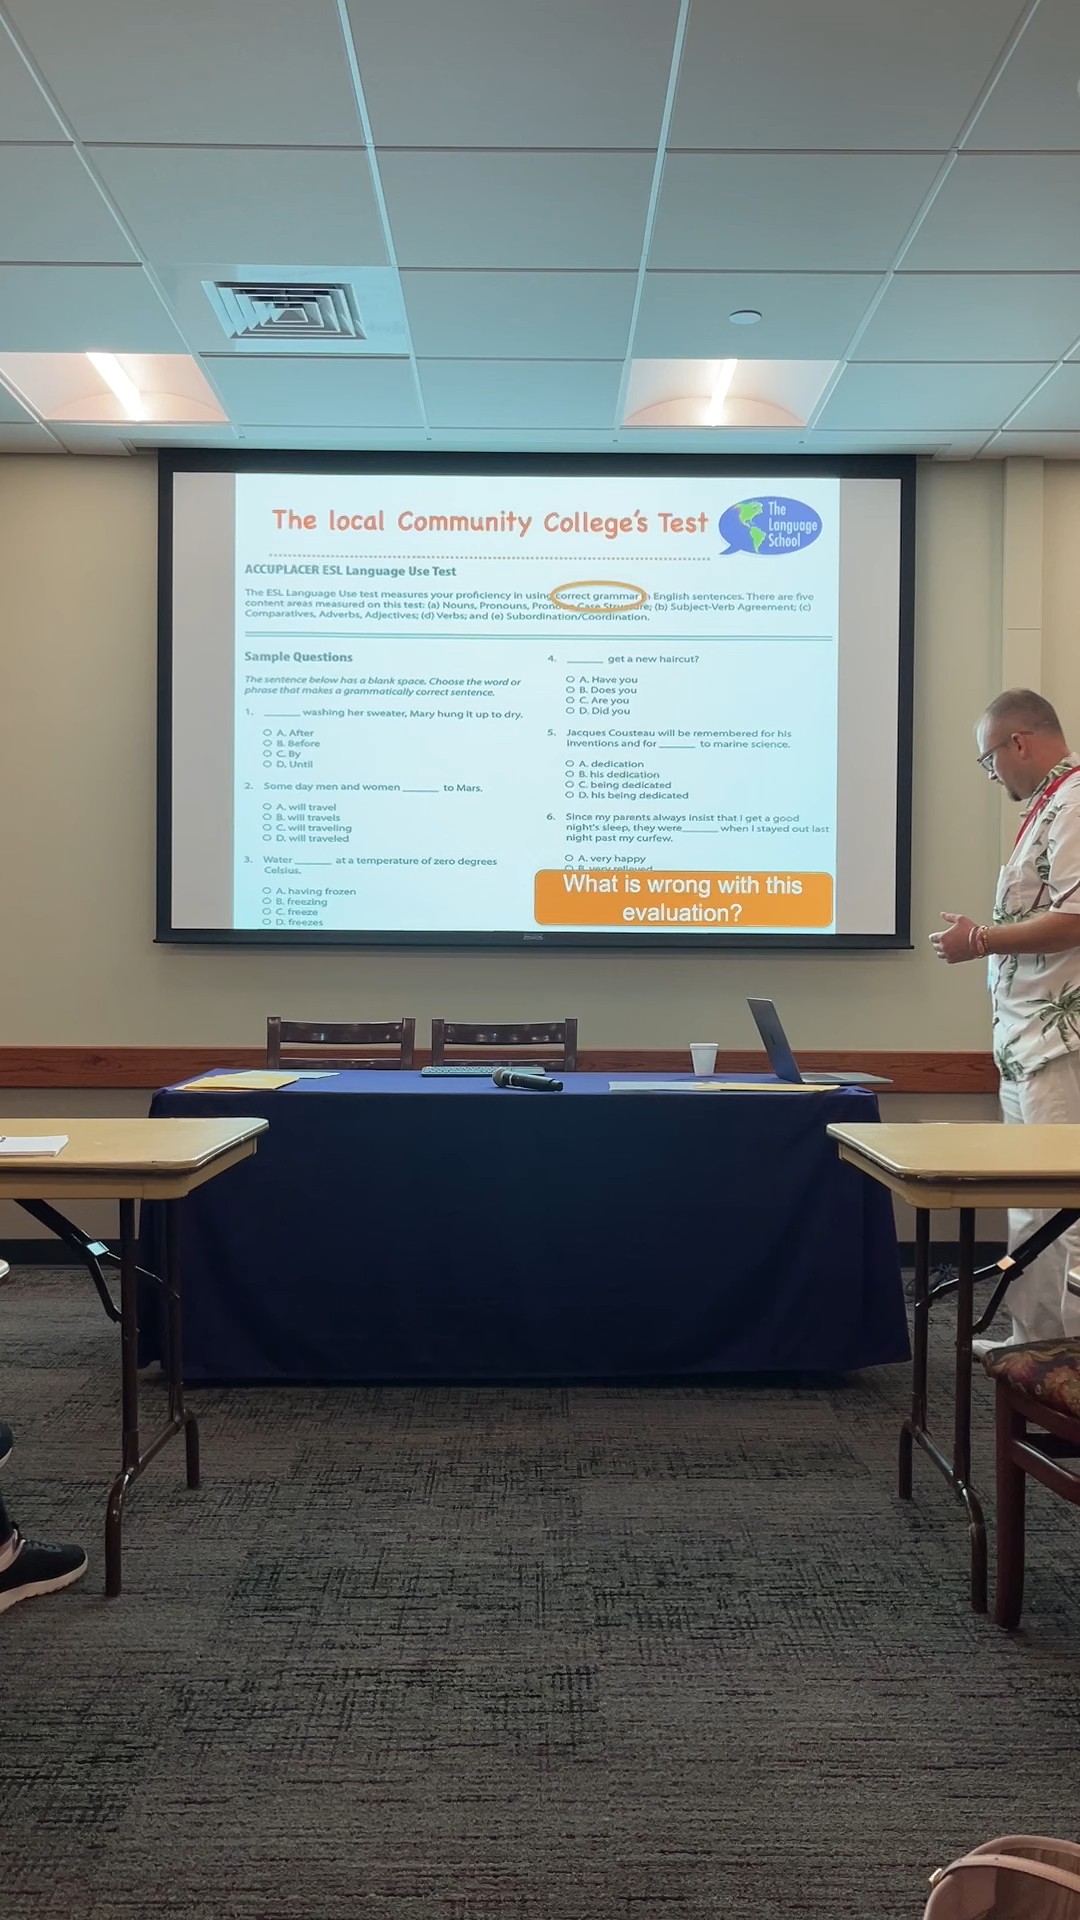 The local Community College's Test
The
Language
School
ACCUPLACER ESL Language Use Test
The ESL Language Use test measures your proficiency in using correct grammar in English sentences. There are five
content areas measured on this test: (a) Nouns, Pronouns, Pronoun Case Structure; (b) Subject-Verb Agreement; (c)
Comparatives, Adverbs, Adjectives; (d) Verbs; and (e) Subordination/Coordination.
Sample Questions
The sentence below has a blank space. Choose the word or
phrase that makes a grammatically correct sentence.
1. ______ washing her sweater, Mary hung it up to dry.
A. After
B. Before
C. By
D. Until
2. Some day men and women ______ to Mars.
A. will travel
B. will travels
C. will traveling
D. will traveled
3. Water ______ at a temperature of zero degrees
Celsius.
A. having frozen
B. freezing
C. freeze
D. freezes
4. ______ get a new haircut?
A. Have you
B. Does you
C. Are you
D. Did you
5. Jacques Cousteau will be remembered for his
inventions and for ______ to marine science.
A. dedication
B. his dedication
C. being dedicated
D. his being dedicated
6. Since my parents always insist that I get a good
night's sleep, they were ______ when I stayed out last
night past my curfew.
A. very happy
B. very relieved
What is wrong with this
evaluation?